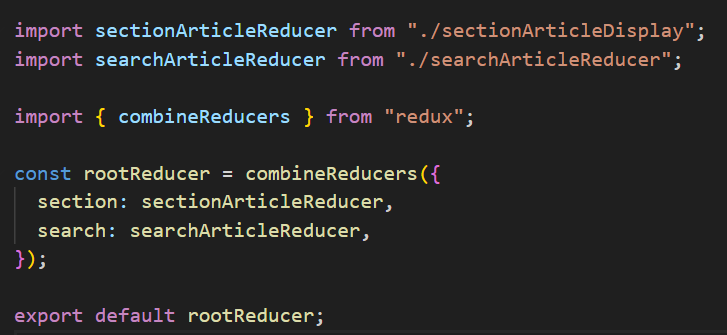 import sectionArticleReducer from "./sectionArticleDisplay";
import searchArticleReducer from "./searchArticleReducer";
import { combineReducers } from "redux";
const rootReducer = combineReducers({
section: sectionArticleReducer,
search: searchArticleReducer,
});
export default rootReducer;